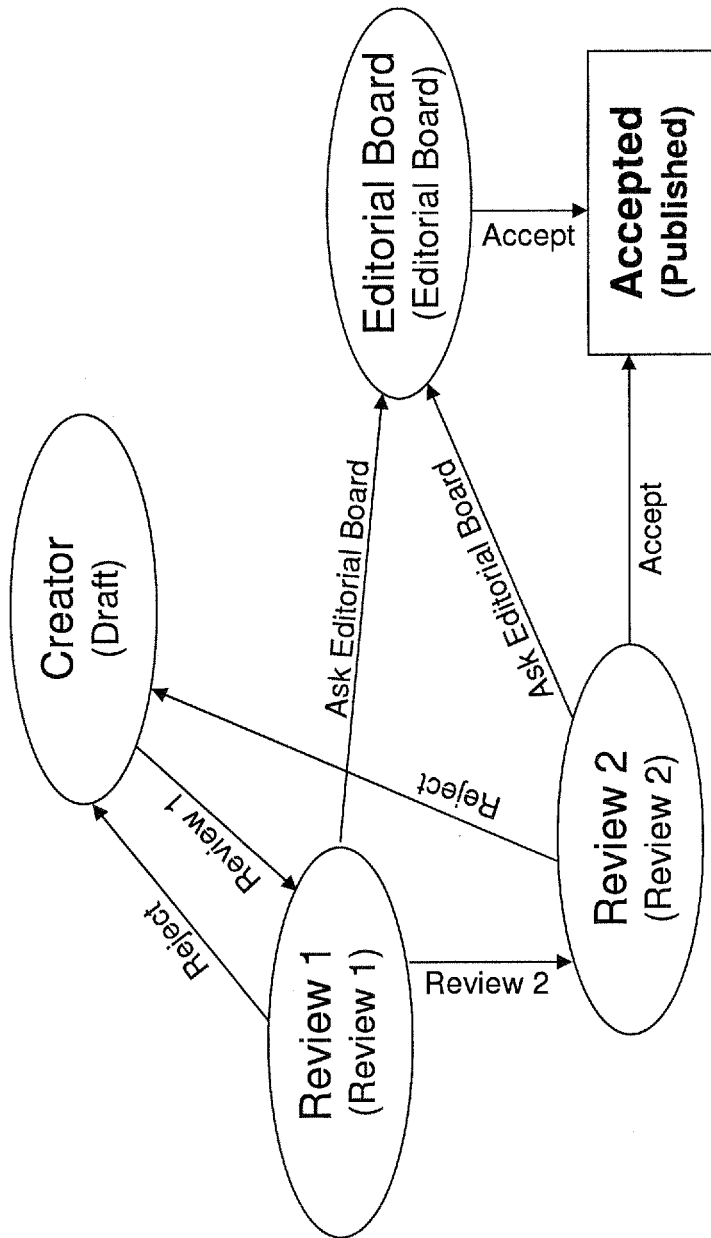 Creator
(Draft)
Reject
Review 1
Ask Editorial Board
Reject
Review 1
(Review 1)
Editorial Board
(Editorial Board)
Review 2
Ask Editorial Board
Accept
Review 2
(Review 2)
Accept
Accepted
(Published)